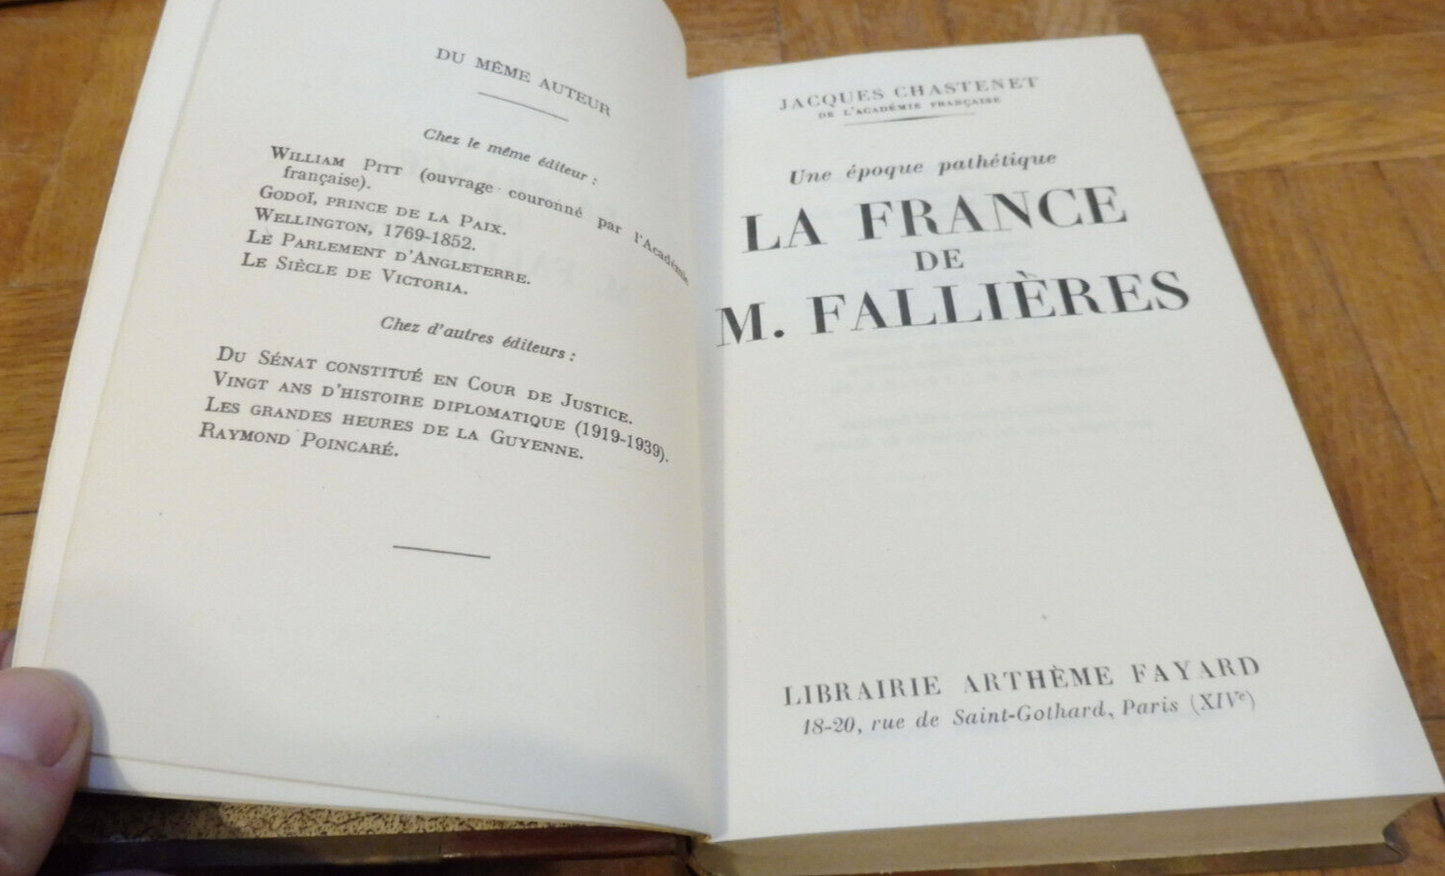 DU MÊME AUTEUR
Chez le même éditeur :
WILLIAM PITT (ouvrage couronné par l'Académie
française).
GODOÏ, PRINCE DE LA PAIX.
WELLINGTON, 1769-1852.
LE PARLEMENT D'ANGLETERRE.
LE SIÈCLE DE VICTORIA.
Chez d'autres éditeurs :
DU SÉNAT CONSTITUÉ EN COUR DE JUSTICE.
VINGT ANS D'HISTOIRE DIPLOMATIQUE (1919-1939).
LES GRANDES HEURES DE LA GUYENNE.
RAYMOND POINCARÉ.
JACQUES CHASTENET
DE L'ACADÉMIE FRANÇAISE
Une époque pathétique
LA FRANCE
DE
M. FALLIÈRES
LIBRAIRIE ARTHÈME FAYARD
18-20, rue de Saint-Gothard, Paris (XIVe)